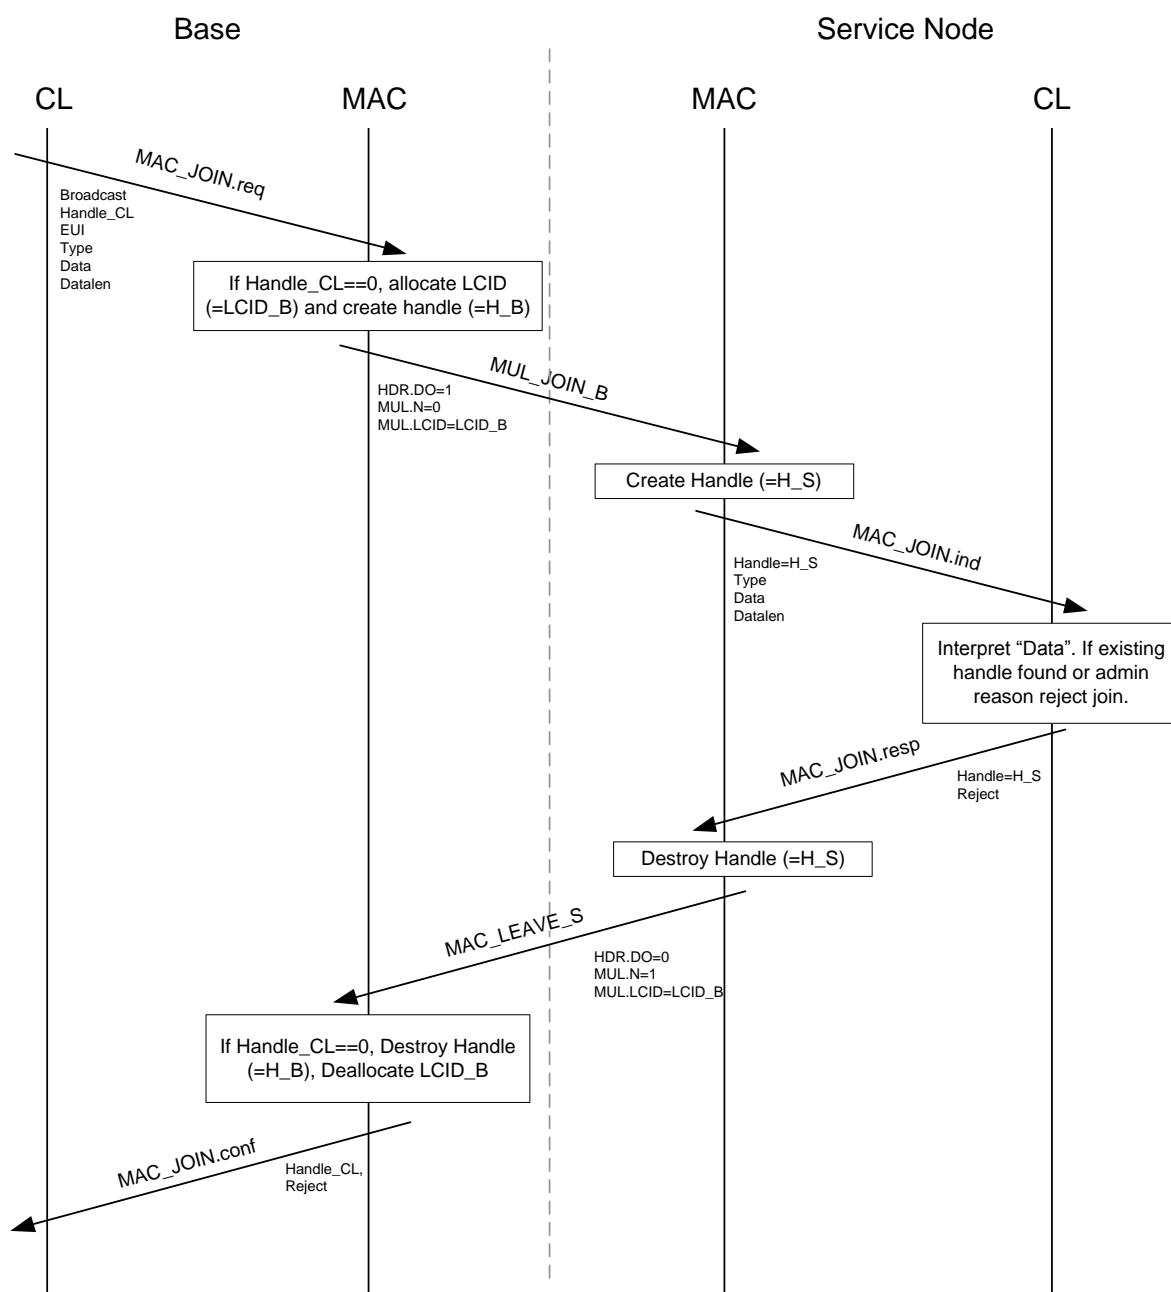 Base
Service Node
CL
MAC
MAC
CL
MAC_JOIN.req
Broadcast
Handle_CL
EUI
Type
Data
Datalen
If Handle_CL==0, allocate LCID
(=LCID_B) and create handle (=H_B)
MUL_JOIN_B
HDR.DO=1
MUL.N=0
MUL.LCID=LCID_B
Create Handle (=H_S)
MAC_JOIN.ind
Handle=H_S
Type
Data
Datalen
Interpret “Data”. If existing
handle found or admin
reason reject join.
MAC_JOIN.resp
Handle=H_S
Reject
Destroy Handle (=H_S)
MAC_LEAVE_S
HDR.DO=0
MUL.N=1
MUL.LCID=LCID_B
If Handle_CL==0, Destroy Handle
(=H_B), Deallocate LCID_B
MAC_JOIN.conf
Handle_CL,
Reject